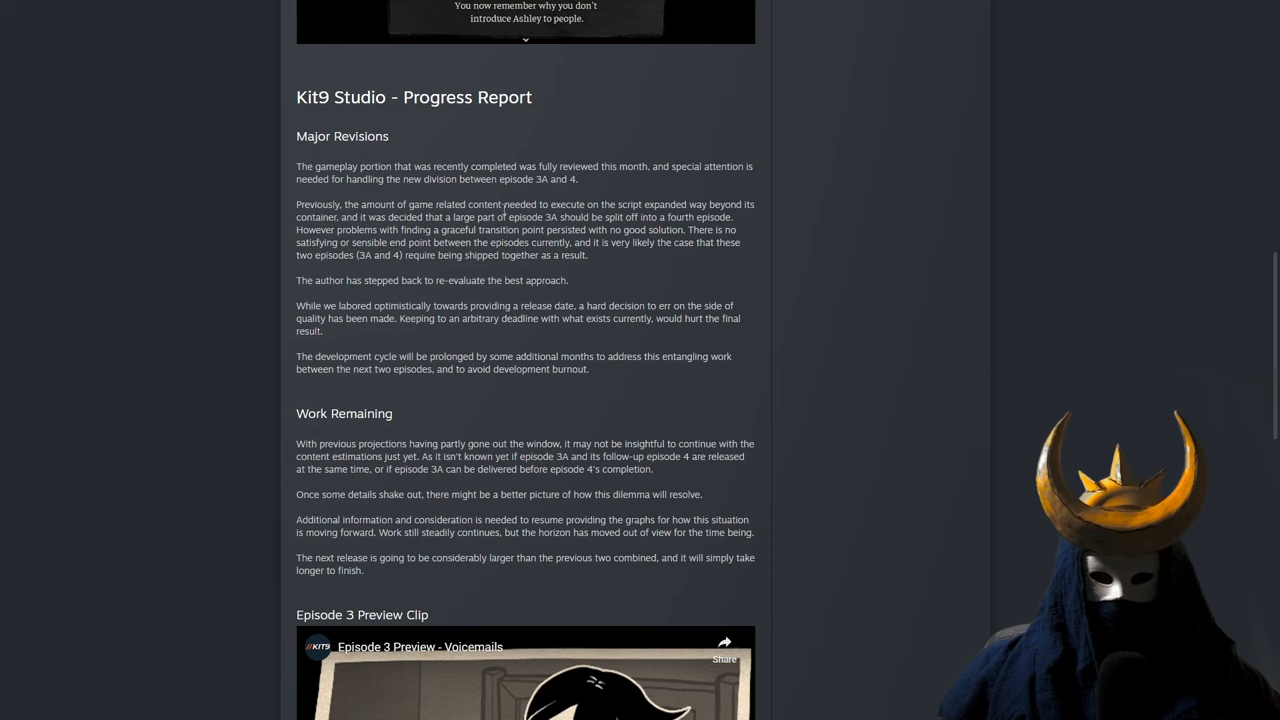 You now remember why you don't
introduce Ashley to people.
Kit9 Studio - Progress Report
Major Revisions
The gameplay portion that was recently completed was fully reviewed this month, and special attention is
needed for handling the new division between episode 3A and 4.
Previously, the amount of game related content needed to execute on the script expanded way beyond its
container, and it was decided that a large part of episode 3A should be split off into a fourth episode.
However problems with finding a graceful transition point persisted with no good solution. There is no
satisfying or sensible end point between the episodes currently, and it is very likely the case that these
two episodes (3A and 4) require being shipped together as a result.
The author has stepped back to re-evaluate the best approach.
While we labored optimistically towards providing a release date, a hard decision to err on the side of
quality has been made. Keeping to an arbitrary deadline with what exists currently, would hurt the final
result.
The development cycle will be prolonged by some additional months to address this entangling work
between the next two episodes, and to avoid development burnout.
Work Remaining
With previous projections having partly gone out the window, it may not be insightful to continue with the
content estimations just yet. As it isn't known yet if episode 3A and its follow-up episode 4 are released
at the same time, or if episode 3A can be delivered before episode 4's completion.
Once some details shake out, there might be a better picture of how this dilemma will resolve.
Additional information and consideration is needed to resume providing the graphs for how this situation
is moving forward. Work still steadily continues, but the horizon has moved out of view for the time being.
The next release is going to be considerably larger than the previous two combined, and it will simply take
longer to finish.
Episode 3 Preview Clip
//KIT9
Episode 3 Preview - Voicemails
Share